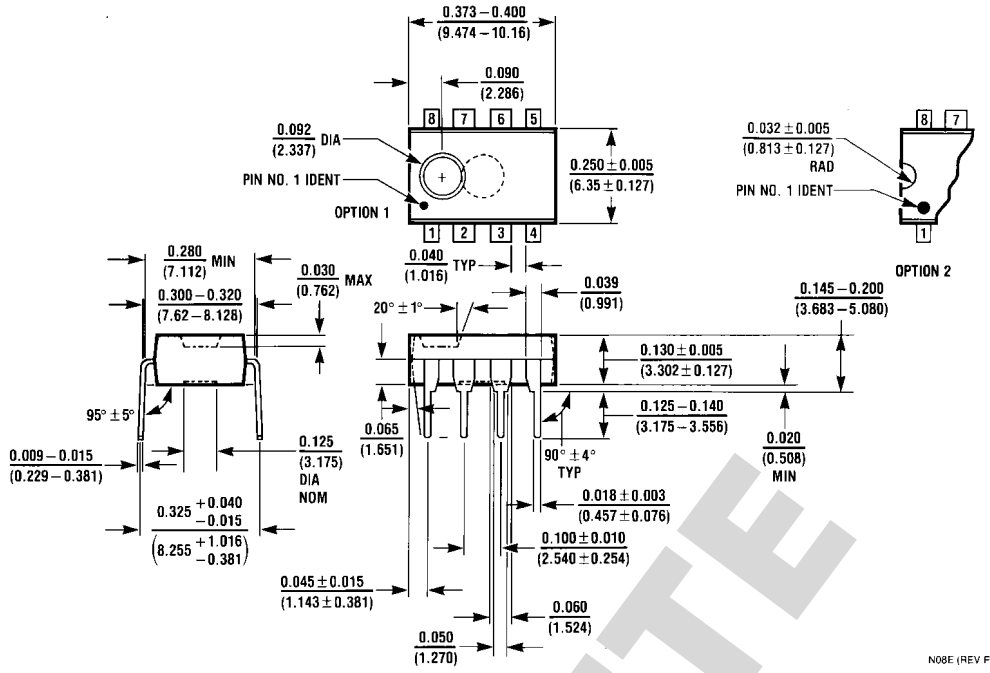 0.373 – 0.400
(9.474 – 10.16)
0.090
(2.286)
8 7 6 5
0.092 DIA
(2.337)
PIN NO. 1 IDENT
OPTION 1
1 2 3 4
0.250 ± 0.005
(6.35 ± 0.127)
8 7
0.032 ± 0.005
(0.813 ± 0.127)
RAD
PIN NO. 1 IDENT
1
OPTION 2
0.280 MIN
(7.112)
0.300 – 0.320
(7.62 – 8.128)
0.030 MAX
(0.762)
0.040 TYP
(1.016)
20° ± 1°
0.039
(0.991)
0.145 – 0.200
(3.683 – 5.080)
0.130 ± 0.005
(3.302 ± 0.127)
95° ± 5°
0.065
(1.651)
0.125 – 0.140
(3.175 – 3.556)
0.020
(0.508)
MIN
90° ± 4°
TYP
0.009 – 0.015
(0.229 – 0.381)
0.125
(3.175)
DIA
NOM
0.018 ± 0.003
(0.457 ± 0.076)
0.325 +0.040
–0.015
(8.255 +1.016
–0.381)
0.100 ± 0.010
(2.540 ± 0.254)
0.045 ± 0.015
(1.143 ± 0.381)
0.060
(1.524)
0.050
(1.270)
N08E (REV F